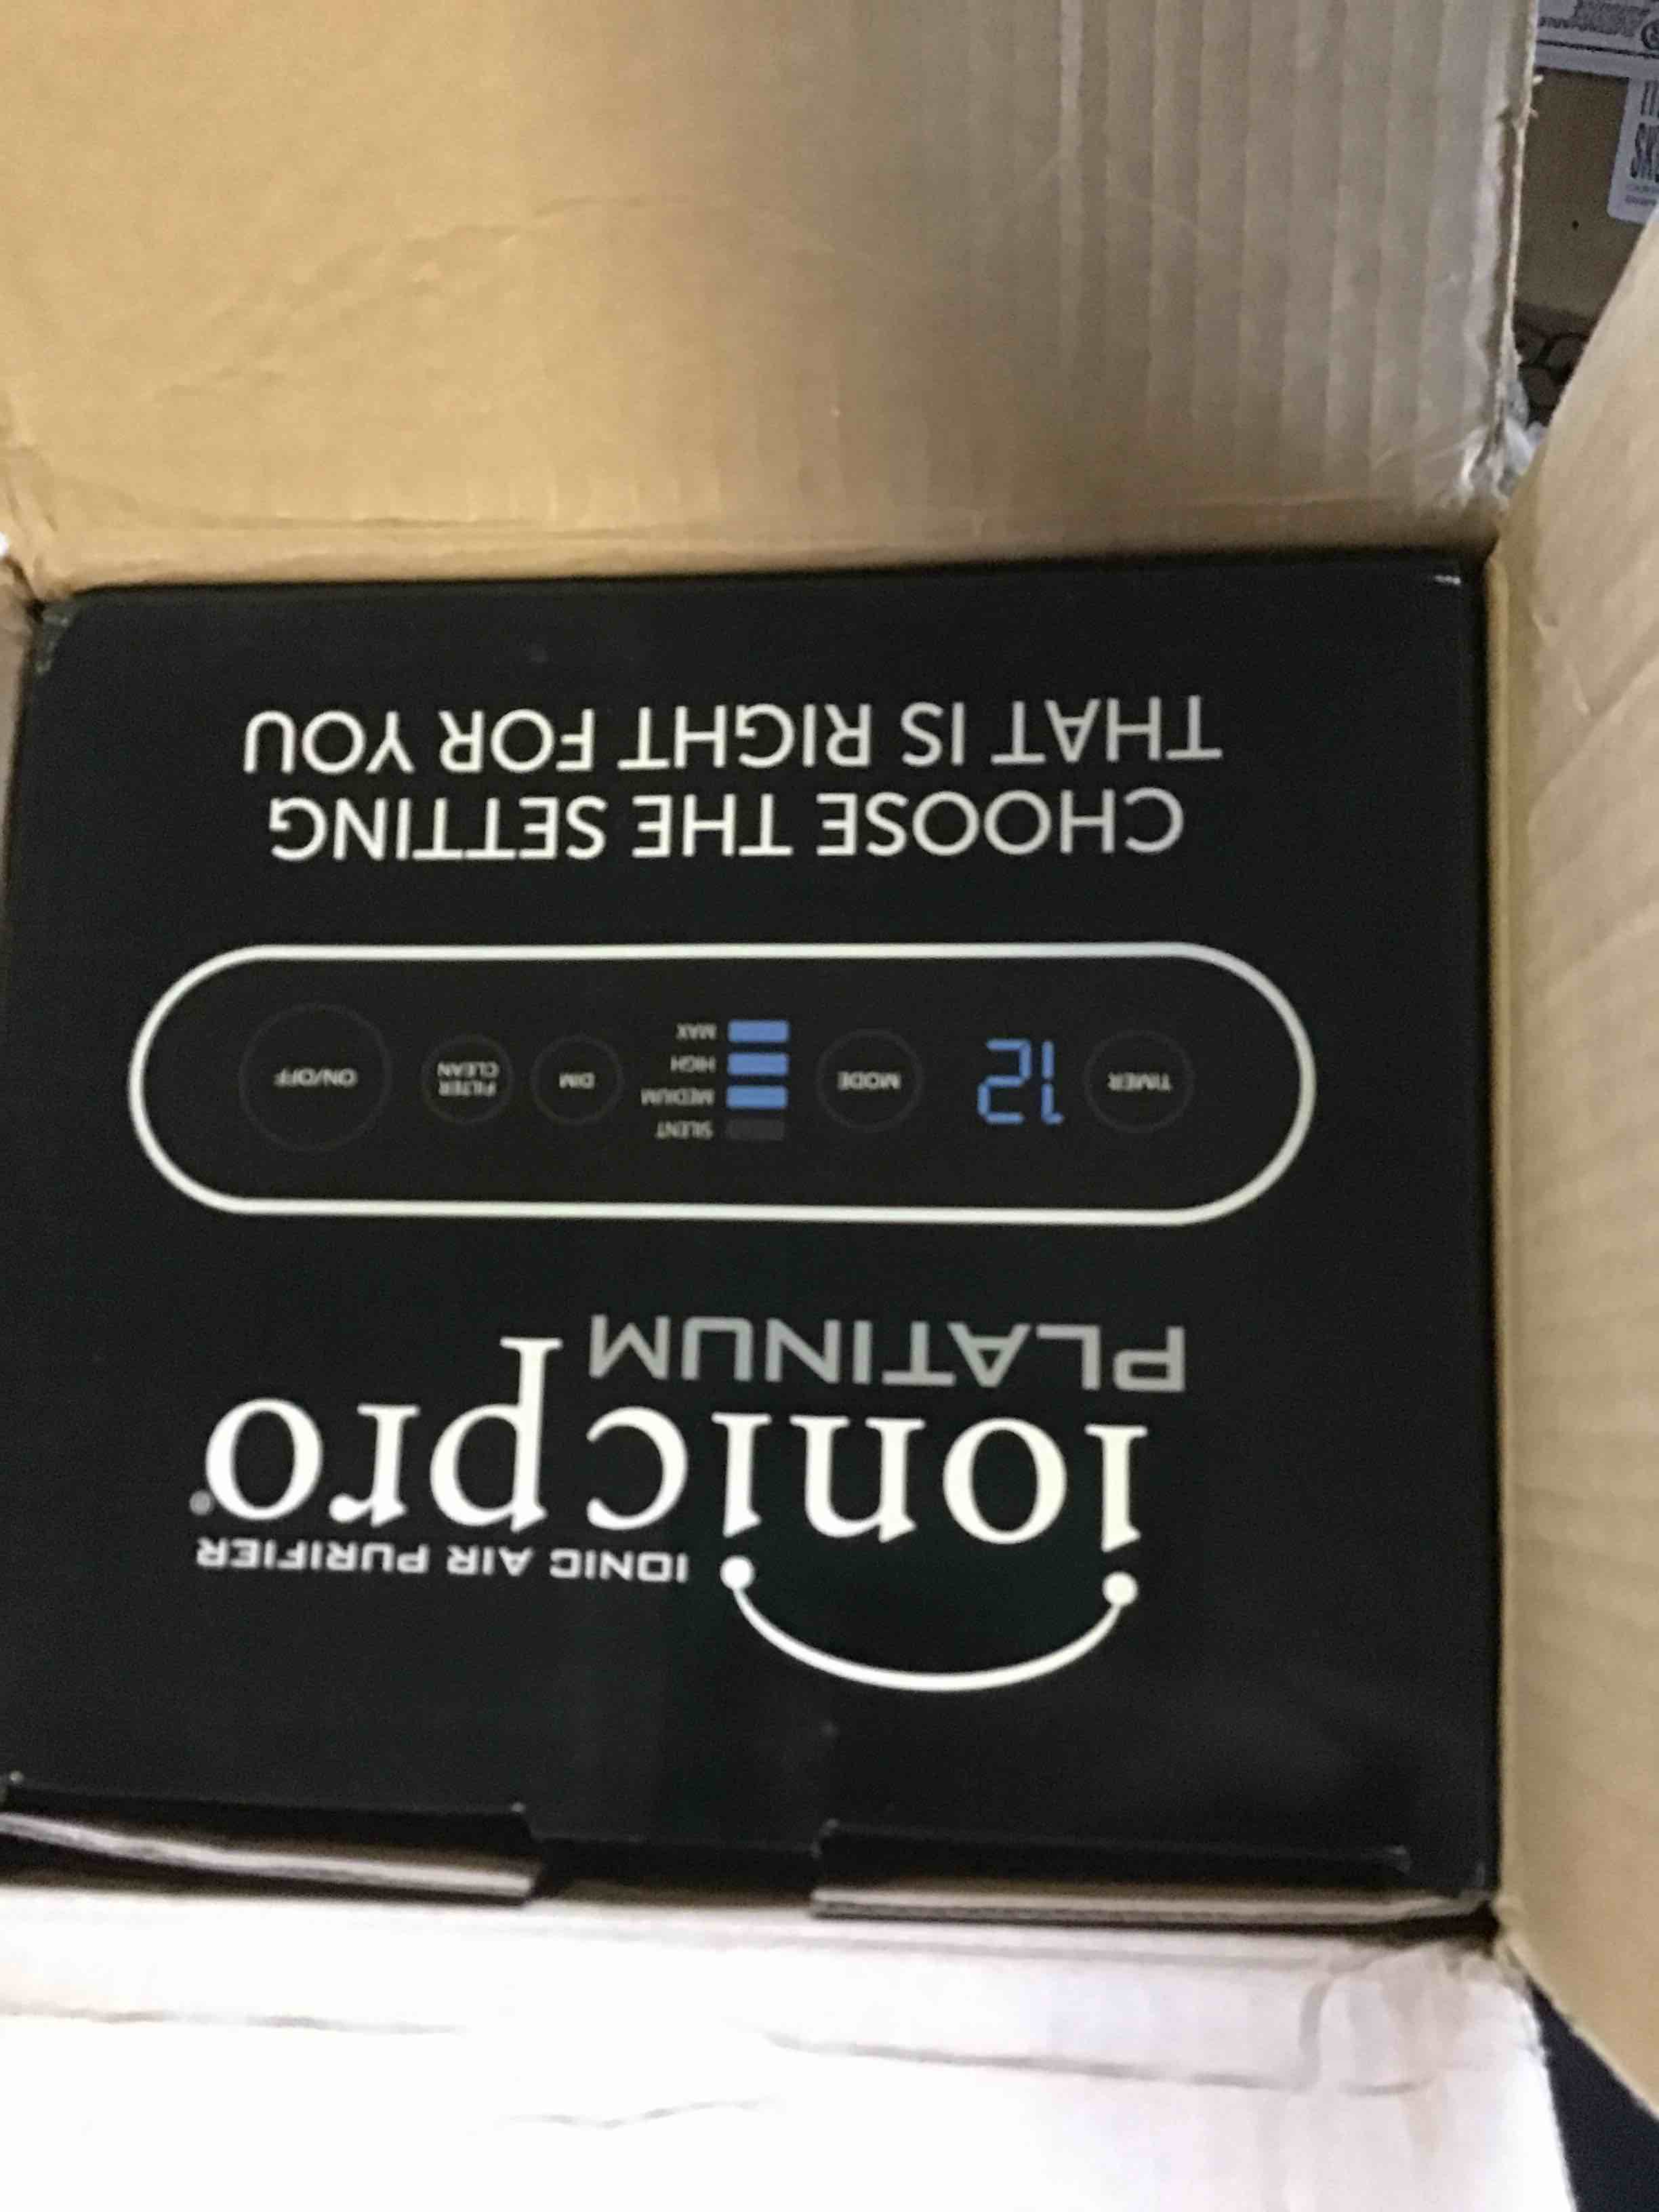 IONIC AIR PURIFIER
ionicpro®
PLATINUM
TIMER
12
MODE
SILENT
MEDIUM
HIGH
MAX
DIM
FILTER
CLEAN
ON/OFF
CHOOSE THE SETTING
THAT IS RIGHT FOR YOU